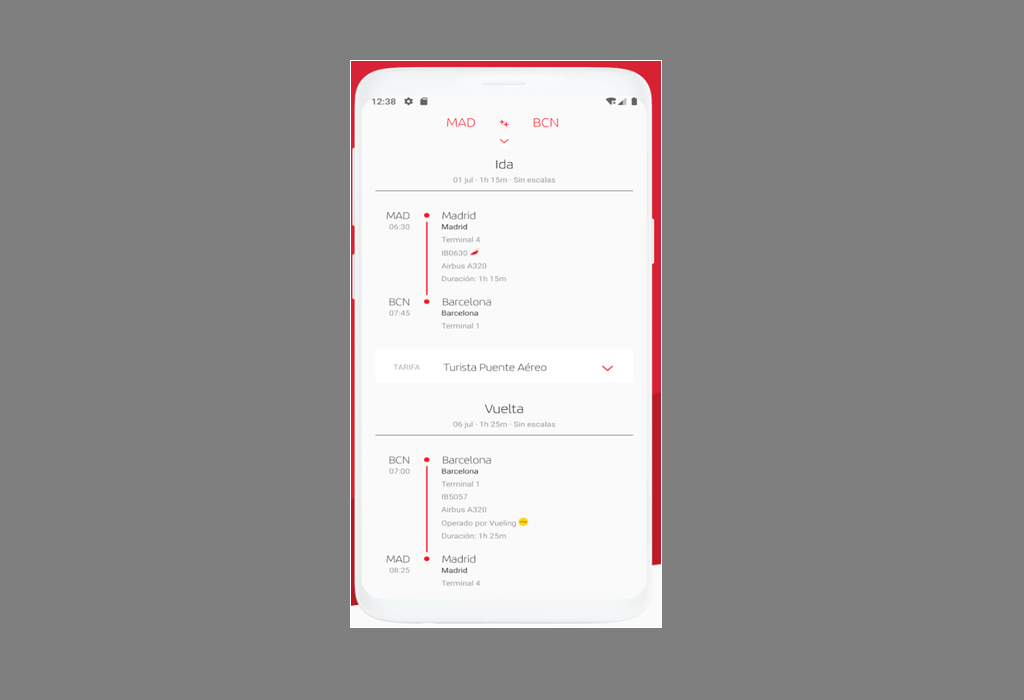 12:38
MAD BCN
Ida
01 jul · 1h 15m · Sin escalas
MAD Madrid
06:30 Madrid
Terminal 4
IB0630
Airbus A320
Duración: 1h 15m
BCN Barcelona
07:45 Barcelona
Terminal 1
TARIFA Turista Puente Aéreo
Vuelta
06 jul · 1h 25m · Sin escalas
BCN Barcelona
07:00 Barcelona
Terminal 1
IB5057
Airbus A320
Operado por Vueling
Duración: 1h 25m
MAD Madrid
08:25 Madrid
Terminal 4